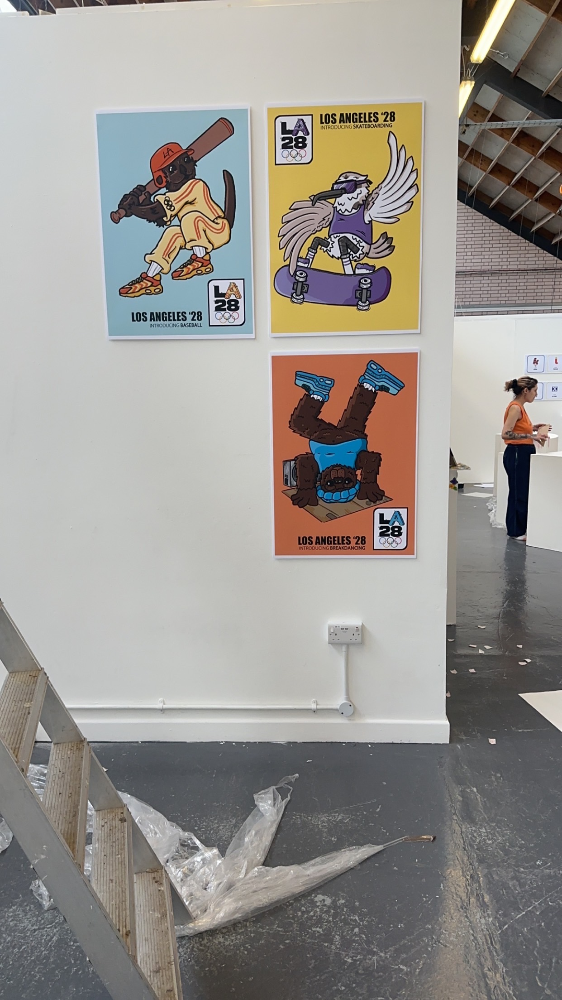 LA
LA
28
LOS ANGELES ‘28
INTRODUCING BASEBALL
LA
28
LOS ANGELES ‘28
INTRODUCING SKATEBOARDING
LA
28
LOS ANGELES ‘28
INTRODUCING BREAKDANCING
k
X